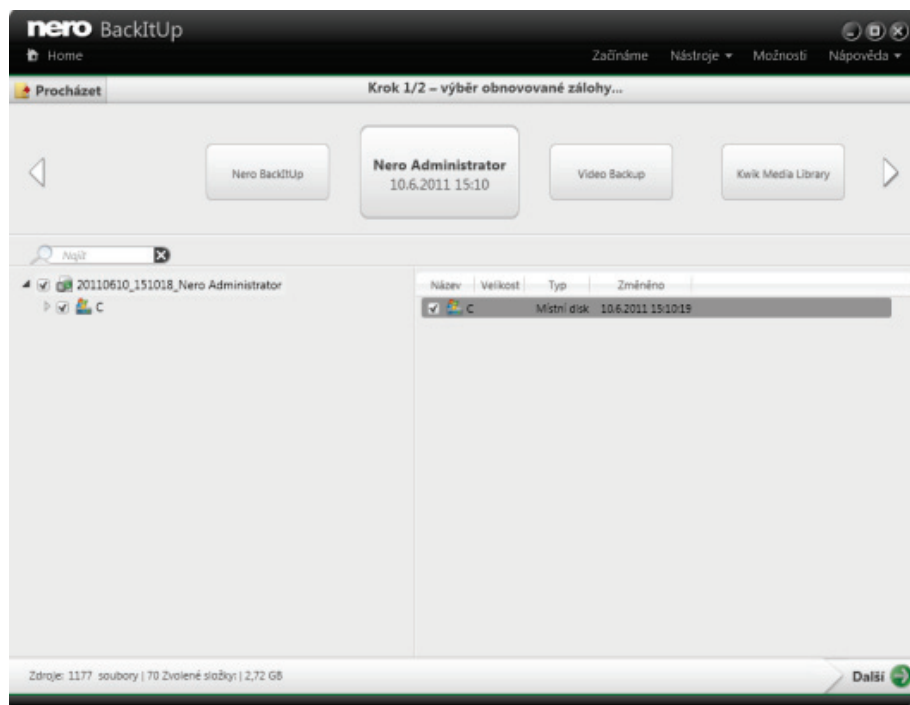 nero BackItUp
Home Začínáme Nástroje Možnosti Nápověda
Procházet Krok 1/2 – výběr obnovované zálohy...
Nero BackItUp
Nero Administrator
10.6.2011 15:10
Video Backup
Kwik Media Library
Najít
20110610_151018_Nero Administrator
C
Název Velikost Typ Změněno
C Místní disk 10.6.2011 15:10:19
Zdroje: 1177 soubory | 70 Zvolené složky: | 2,72 GB
Další